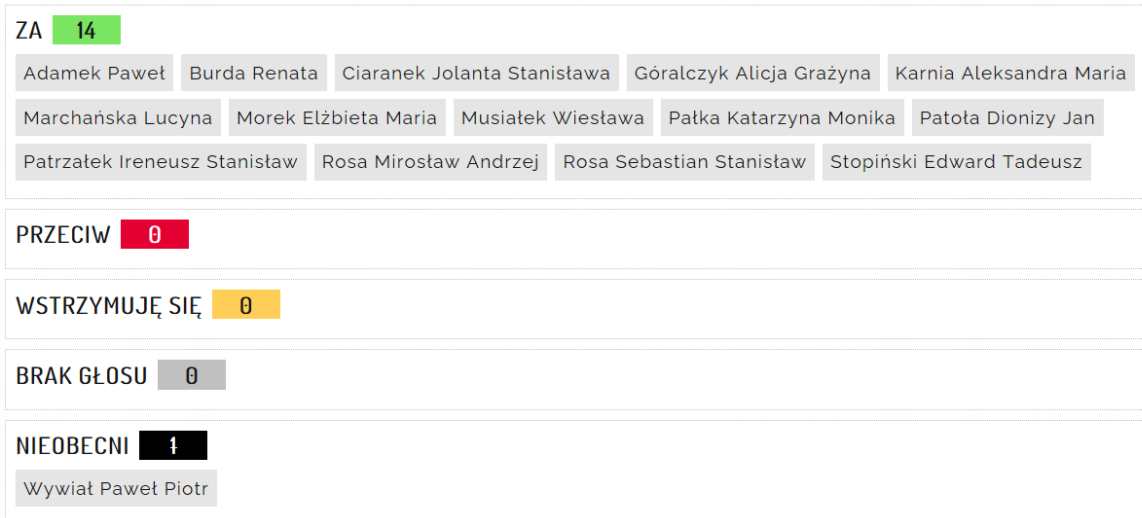 ZA 14
Adamek Paweł Burda Renata Ciaranek Jolanta Stanisława Góralczyk Alicja Grażyna Karnia Aleksandra Maria
Marchańska Lucyna Morek Elżbieta Maria Musiałek Wiesława Pałka Katarzyna Monika Patoła Dionizy Jan
Patrzałek Ireneusz Stanisław Rosa Mirosław Andrzej Rosa Sebastian Stanisław Stopiński Edward Tadeusz
PRZECIW 0
WSTRZYMUJĘ SIĘ 0
BRAK GŁOSU 0
NIEOBECNI 1
Wywiał Paweł Piotr